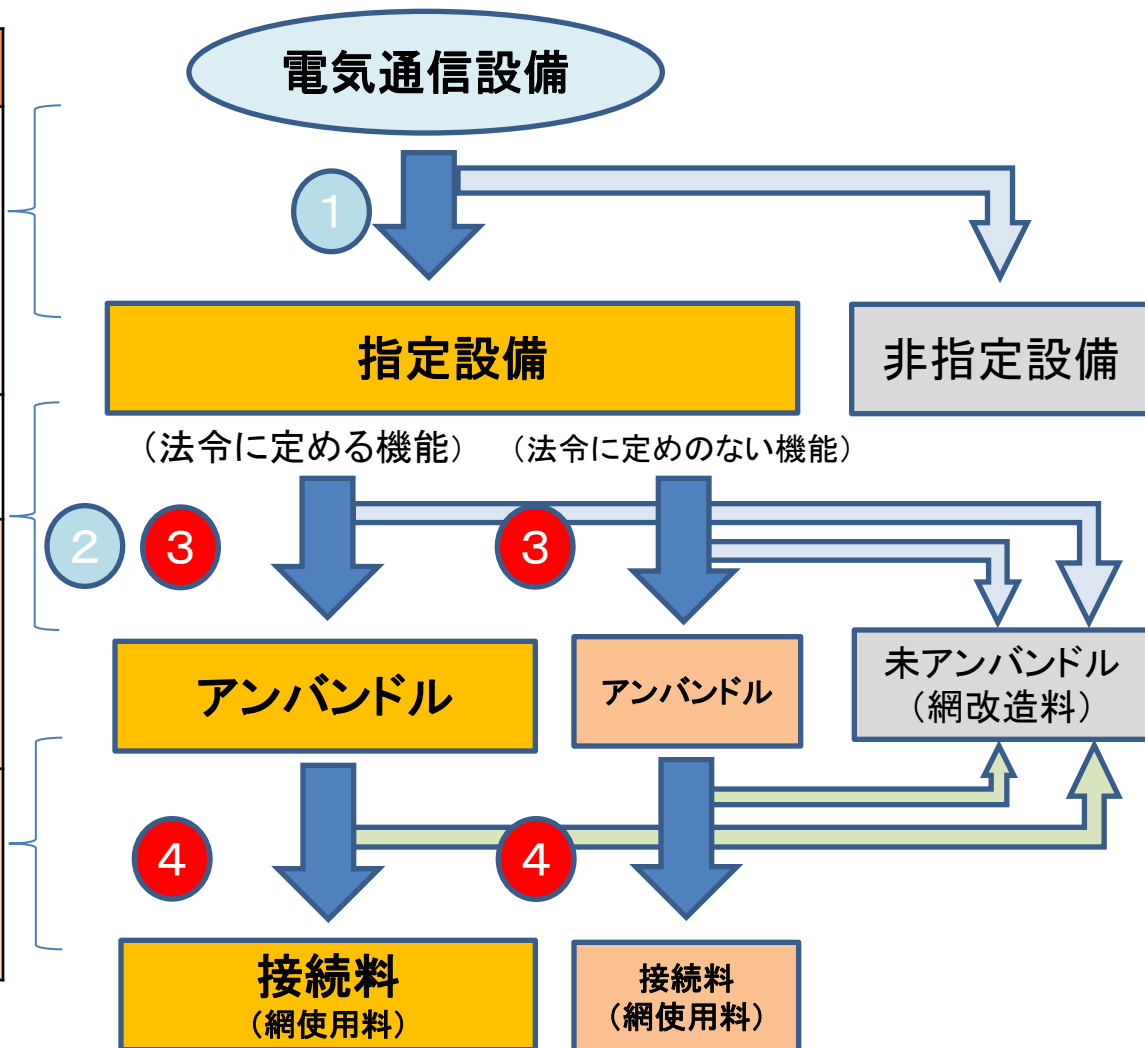 電気通信設備
１
指定設備
非指定設備
（法令に定める機能）
（法令に定めのない機能）
２
３
３
アンバンドル
アンバンドル
未アンバンドル
（網改造料）
４
４
接続料
（網使用料）
接続料
（網使用料）